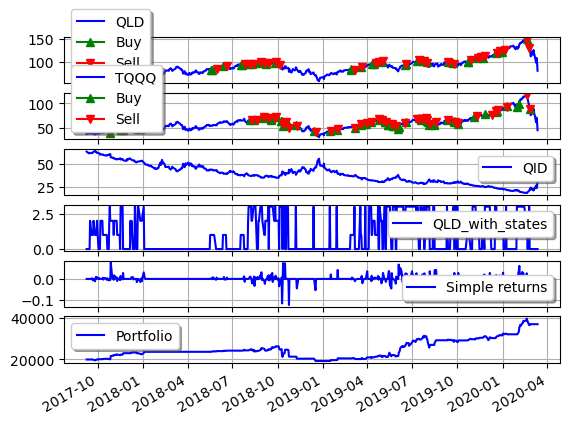 QLD
Buy
Sell
150
100
TQQQ
Buy
Sell
100
50
QID
50
25
QLD_with_states
2.5
0.0
Simple returns
0.0
−0.1
Portfolio
40000
20000
2017-10 2018-01 2018-04 2018-07 2018-10 2019-01 2019-04 2019-07 2019-10 2020-01 2020-04